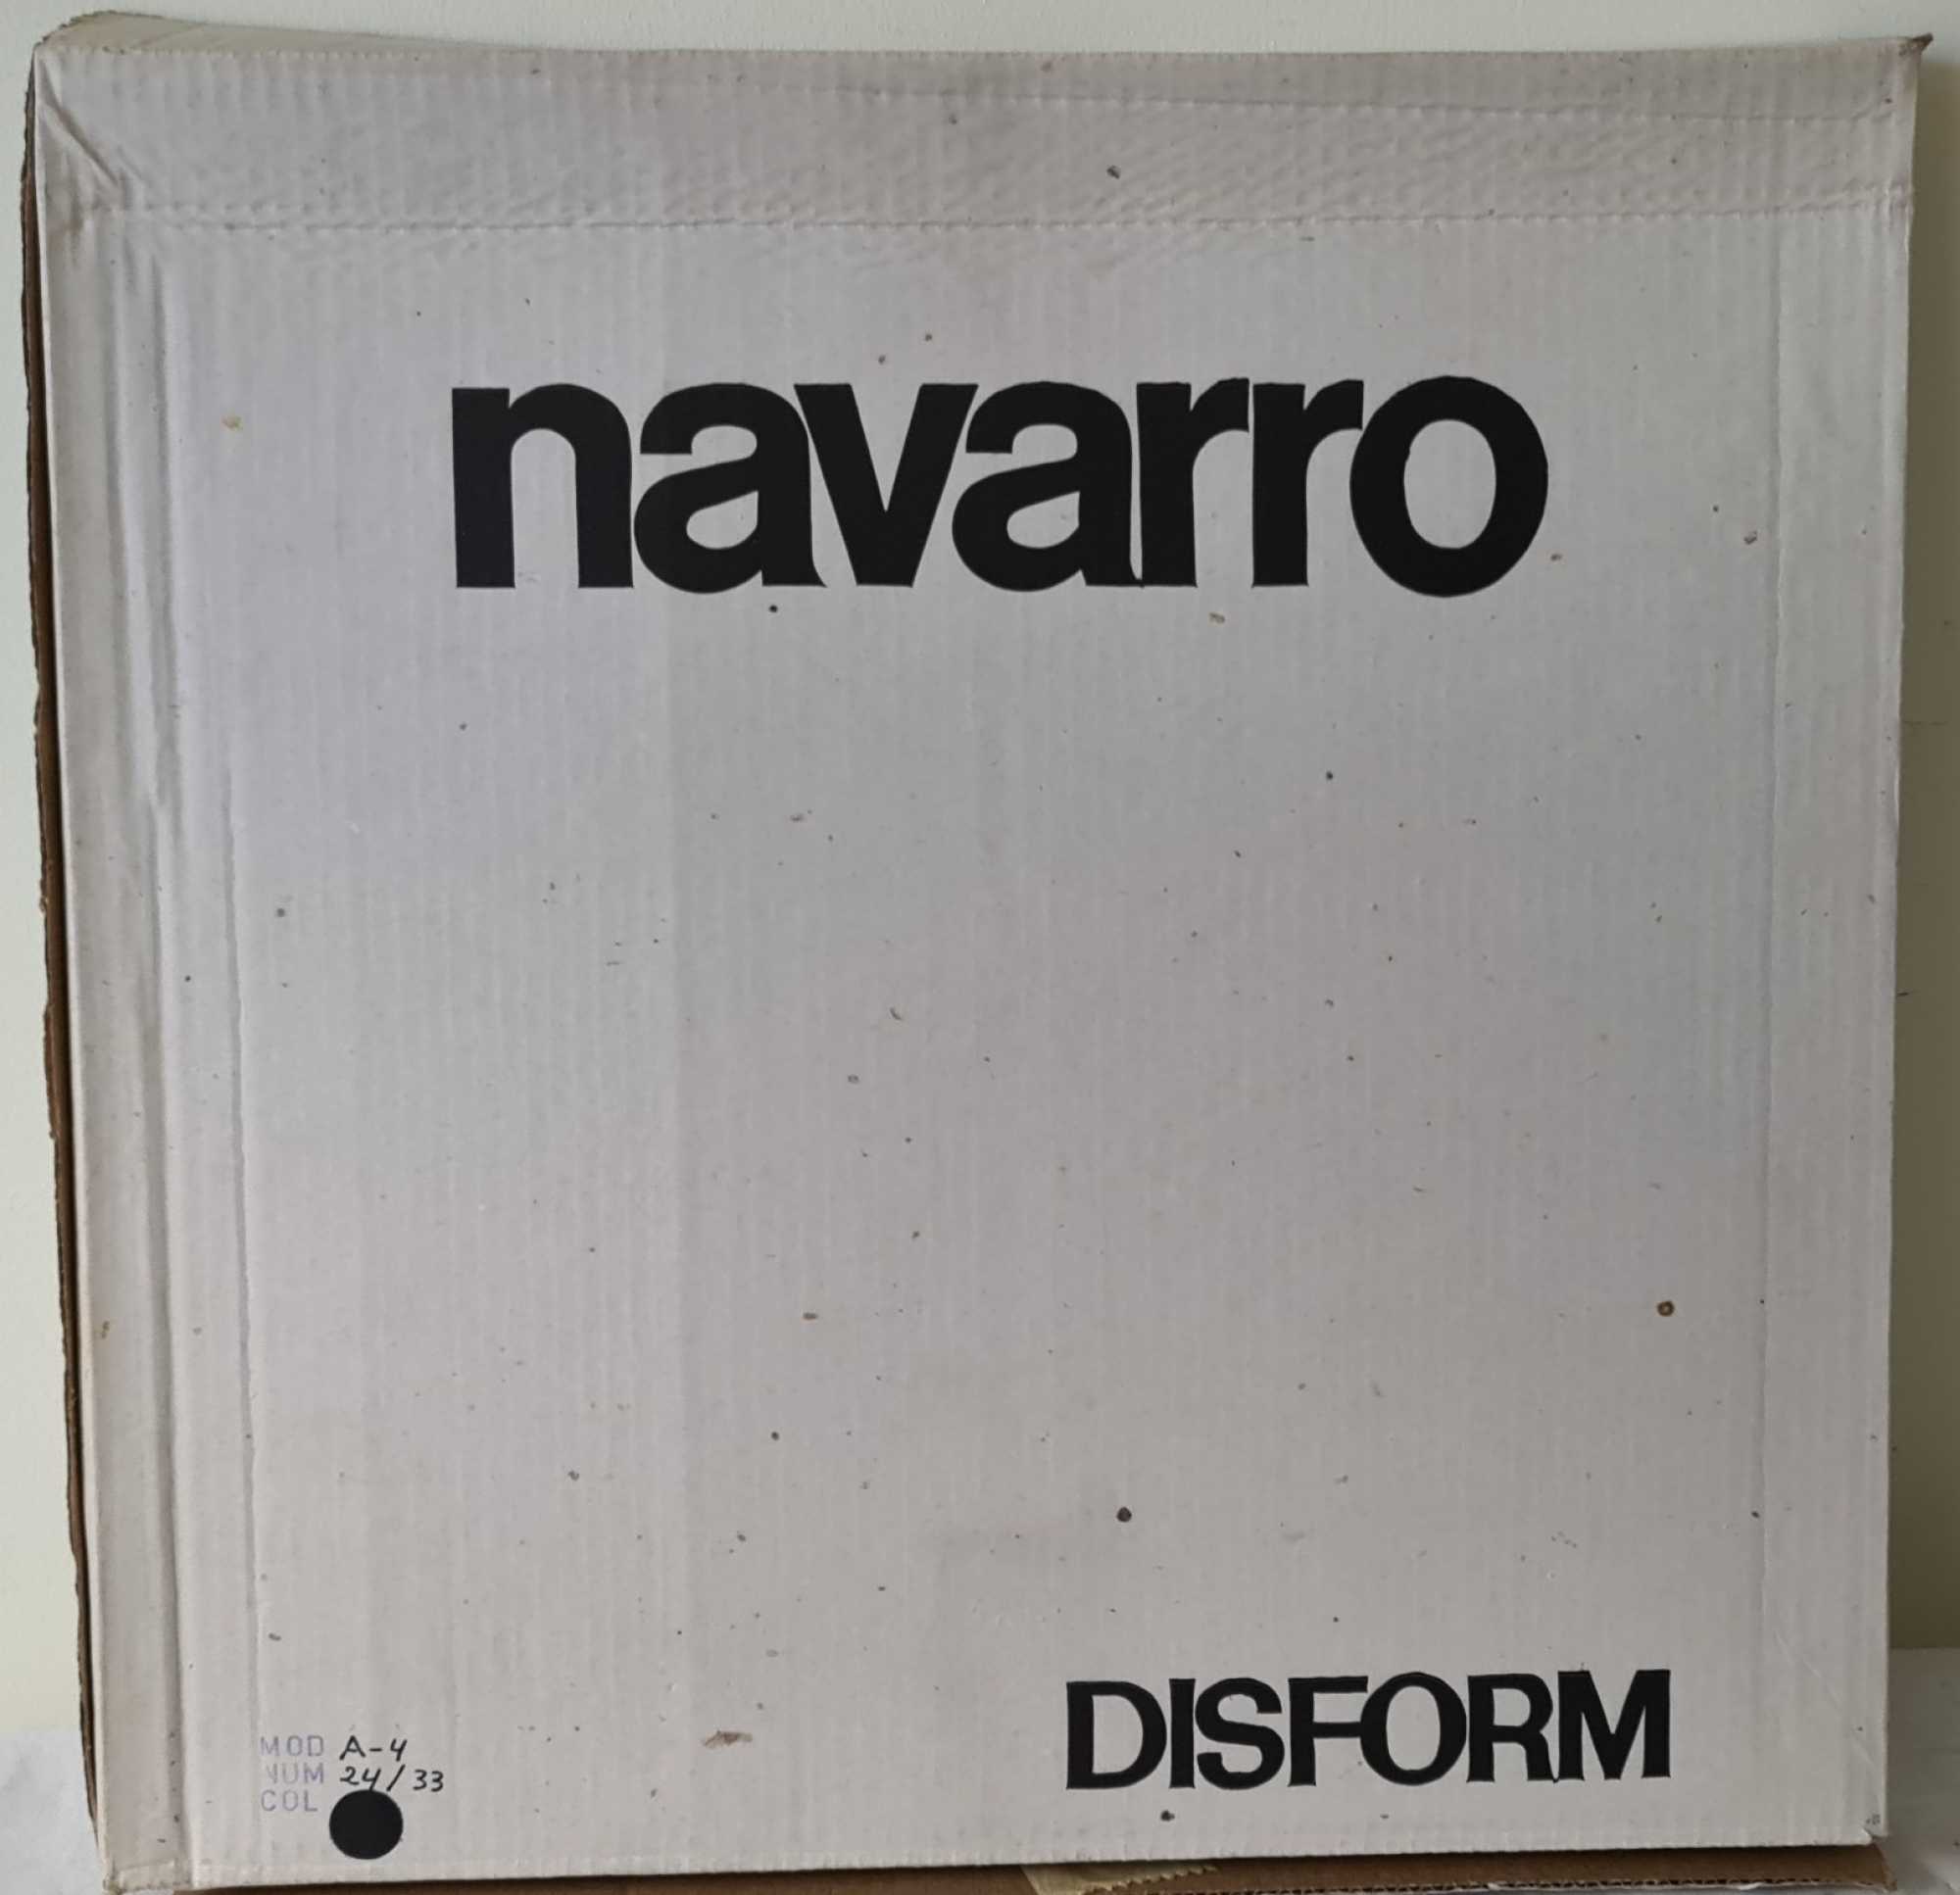 navarro
DISFORM
MOD A-4
NUM 24/33
COL